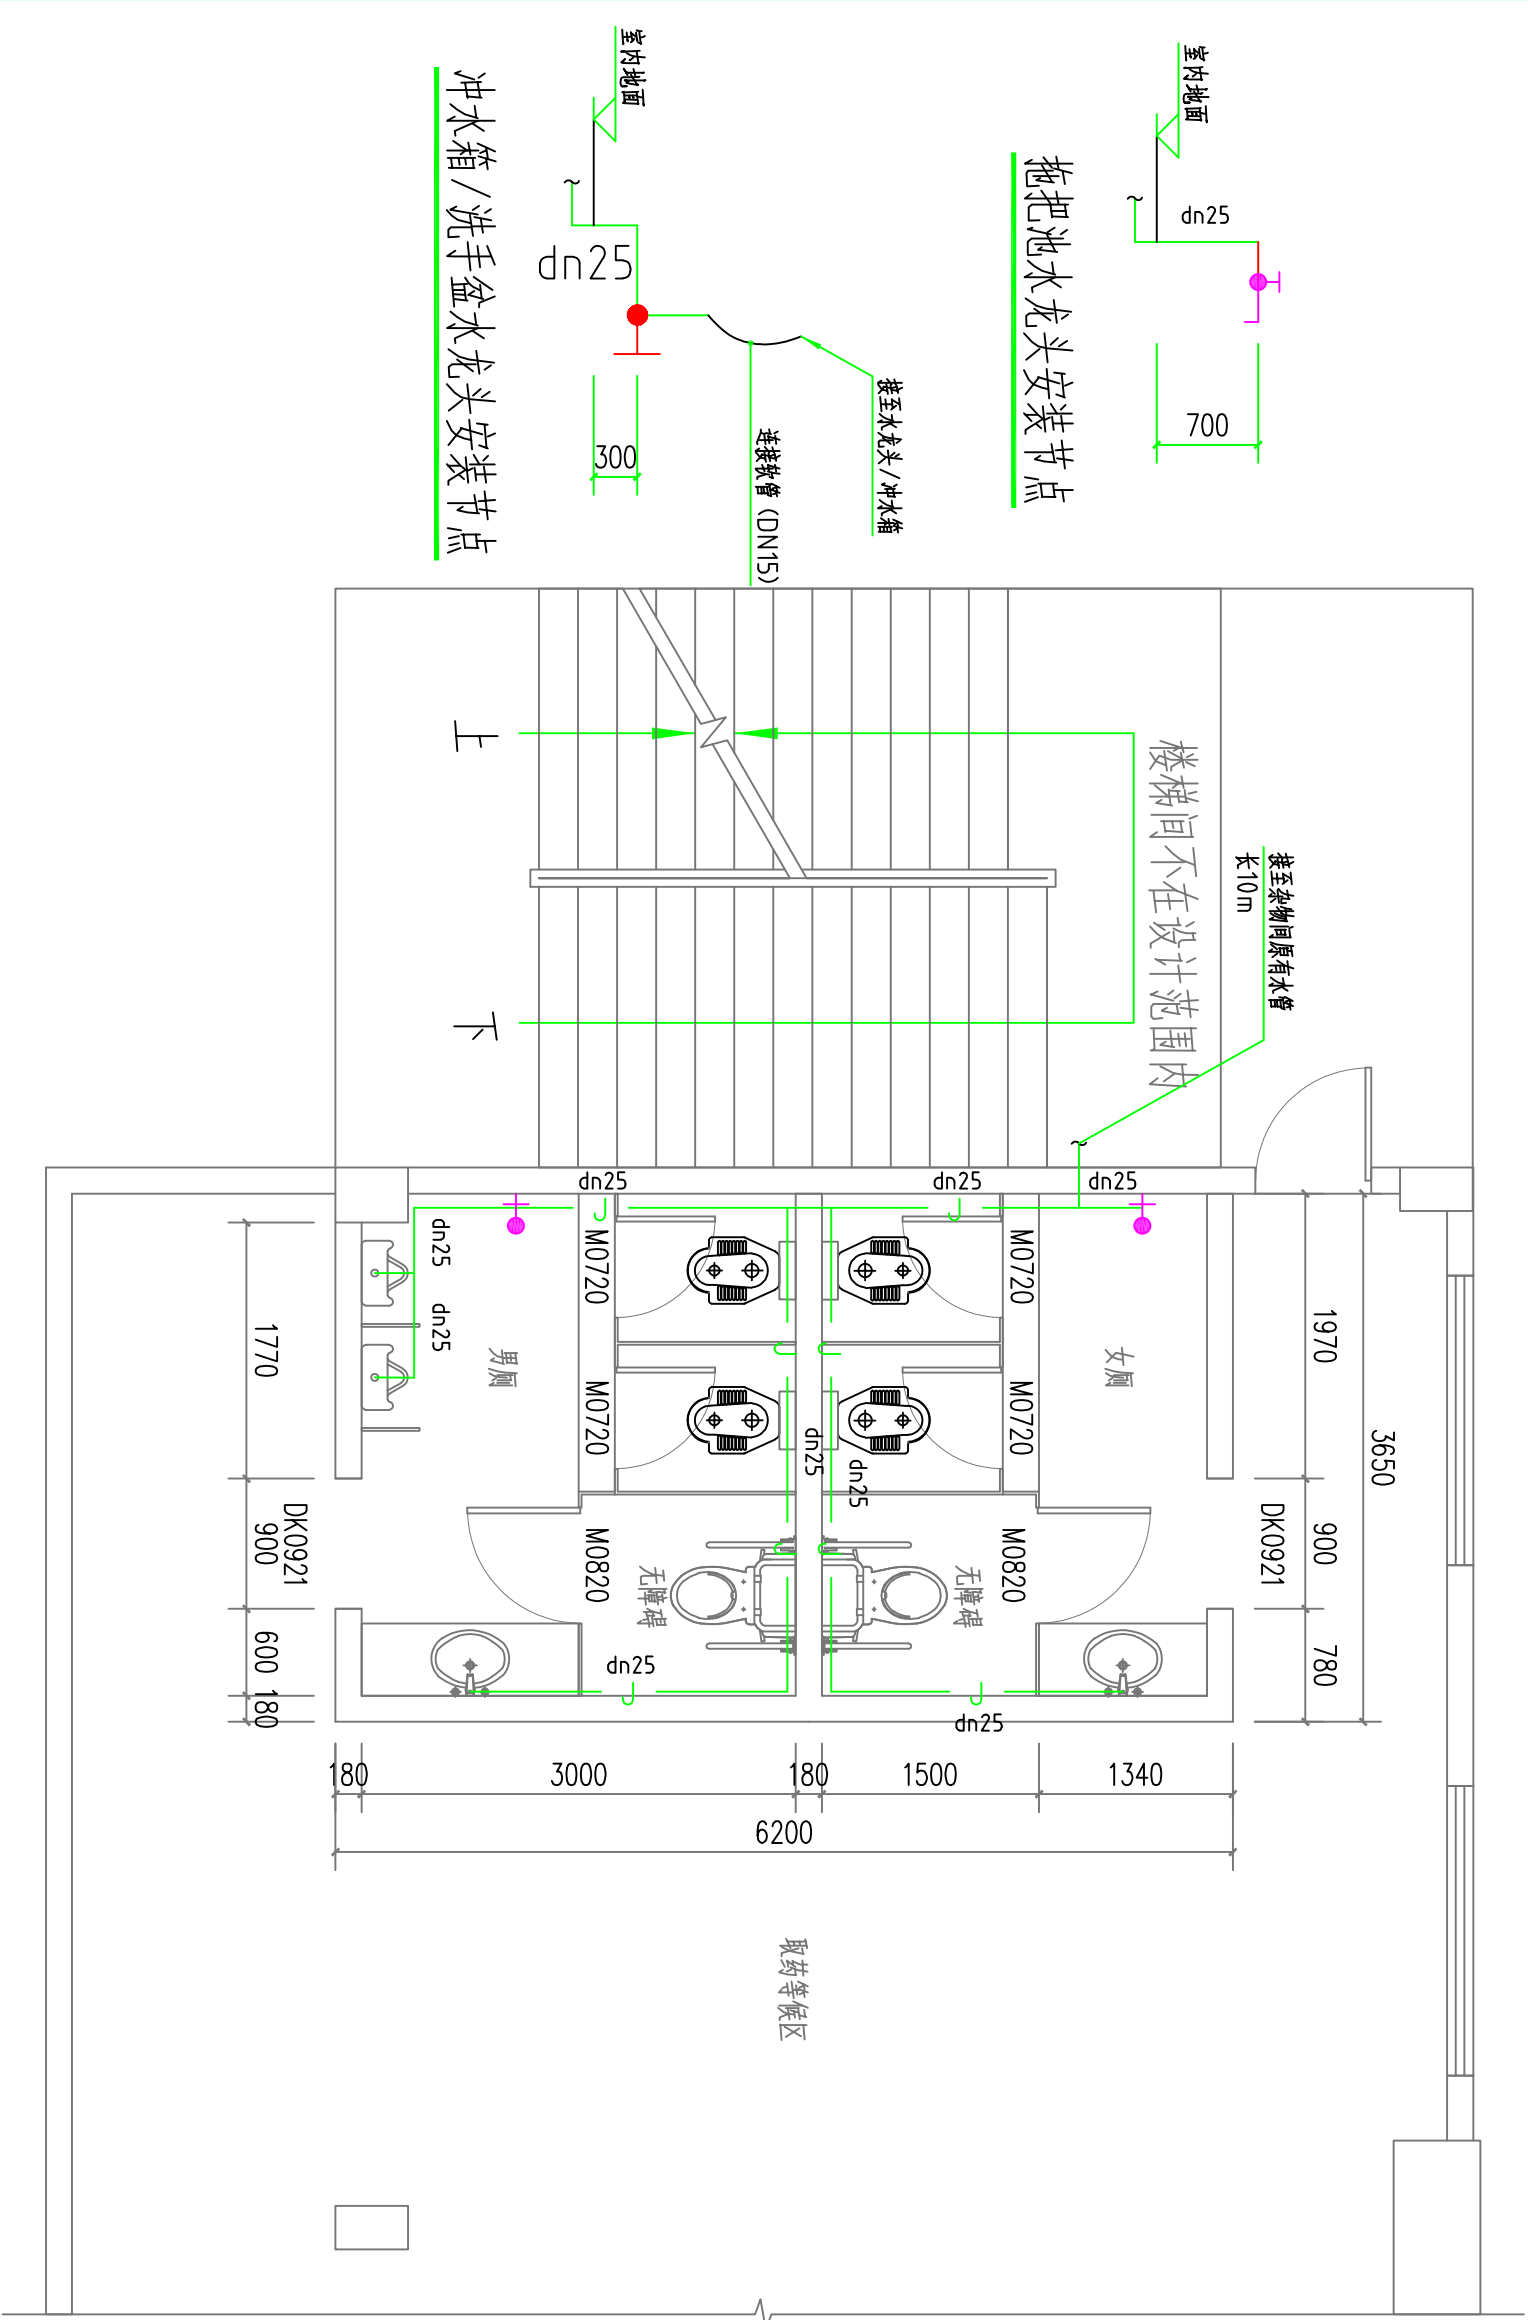 室内地面
dn25
700
拖把池水龙头安装节点
室内地面
dn25
300
接至水龙头/冲水箱
连接软管 (DN15)
冲水箱/洗手盆水龙头安装节点
楼梯间不在设计范围内
上
下
接至杂物间原有水管
长10m
dn25
dn25
dn25
dn25
dn25
M0720
M0720
M0720
M0720
男厕
女厕
dn25
dn25
M0820
M0820
无障碍
无障碍
dn25
dn25
1970
900
780
3650
DK0921
1770
900
600
180
DK0921
180
3000
180
1500
1340
6200
取药等候区